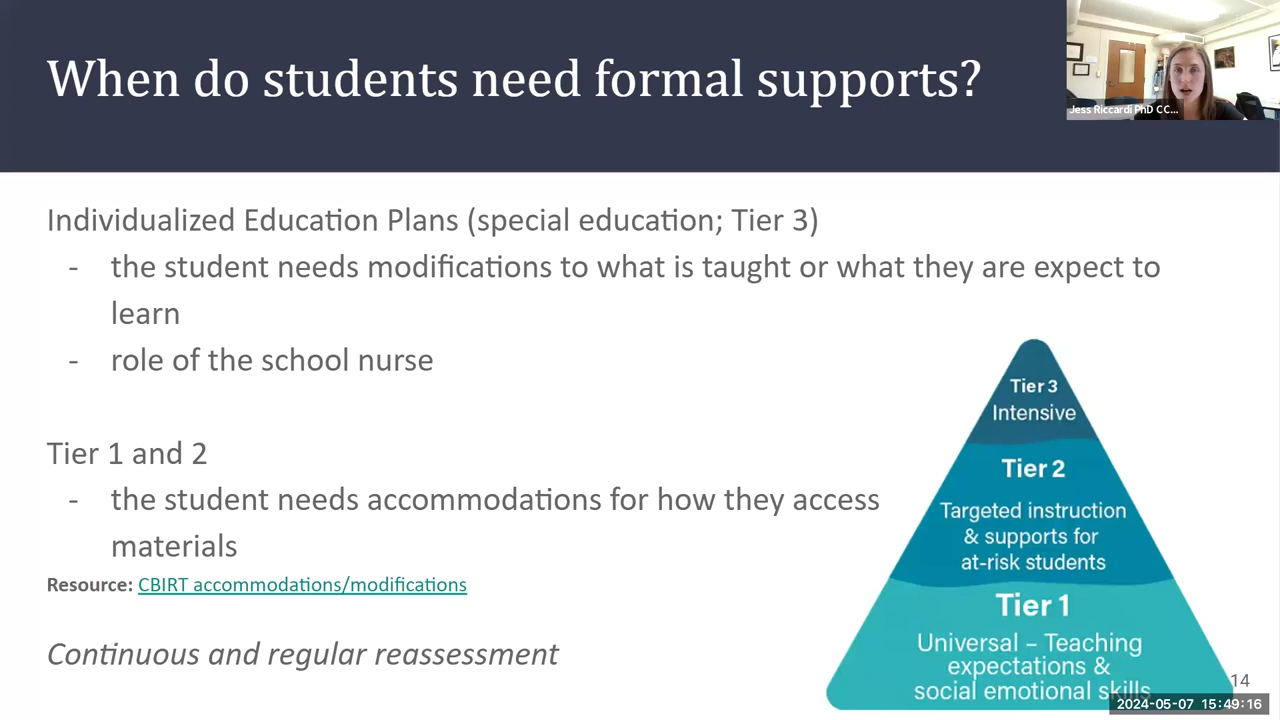 When do students need formal supports?
Jess Riccardi PhD CC...
Individualized Education Plans (special education; Tier 3)
- the student needs modifications to what is taught or what they are expect to
learn
- role of the school nurse
Tier 1 and 2
- the student needs accommodations for how they access
materials
Resource: CBIRT accommodations/modifications
Continuous and regular reassessment
Tier 3
Intensive
Tier 2
Targeted instruction
& supports for
at-risk students
Tier 1
Universal – Teaching
expectations &
social emotional skills
14
2024-05-07 15:49:16